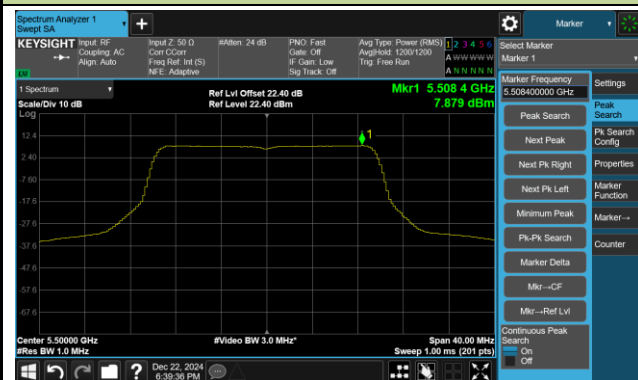 Spectrum Analyzer 1
Swept SA
Marker
KEYSIGHT
Input: RF
Coupling: AC
Align: Auto
Input Z: 50 Ω
Corr CCorr
Freq Ref: Int (S)
NFE: Adaptive
#Atten: 24 dB
PNO: Fast
Gate: Off
IF Gain: Low
Sig Track: Off
Avg Type: Power (RMS)
Avg|Hold: 1200/1200
Trig: Free Run
1 2 3 4 5 6
A W W W W W
A N N N N N
Select Marker
Marker 1
LXI
1 Spectrum
Scale/Div 10 dB
Log
Ref Lvl Offset 22.40 dB
Ref Level 22.40 dBm
Mkr1 5.508 4 GHz
7.879 dBm
1
12.4
2.40
-7.60
-17.6
-27.6
-37.6
-47.6
-57.6
-67.6
Center 5.50000 GHz
#Res BW 1.0 MHz
#Video BW 3.0 MHz*
Span 40.00 MHz
Sweep 1.00 ms (201 pts)
Marker Frequency
5.508400000 GHz
Peak Search
Next Peak
Next Pk Right
Next Pk Left
Minimum Peak
Pk-Pk Search
Marker Delta
Mkr→CF
Mkr→Ref Lvl
Continuous Peak
Search
On
Off
Settings
Peak
Search
Pk Search
Config
Properties
Marker
Function
Marker→
Counter
?
Dec 22, 2024
6:39:36 PM